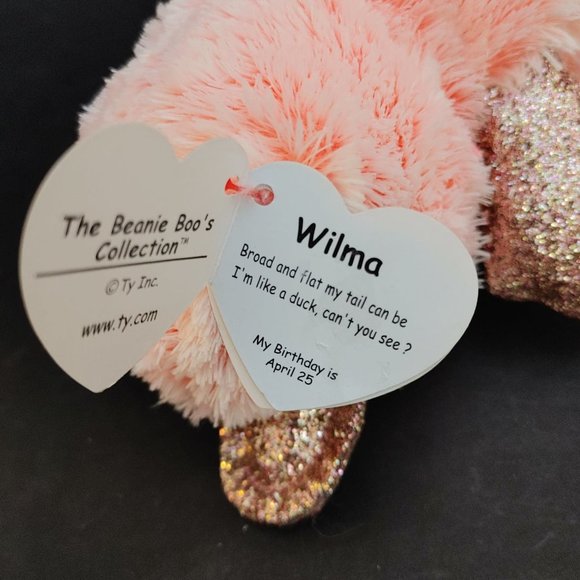 The Beanie Boo's
Collection™
© Ty Inc.
www.ty.com
Wilma
Broad and flat my tail can be
I'm like a duck, can't you see ?
My Birthday is
April 25